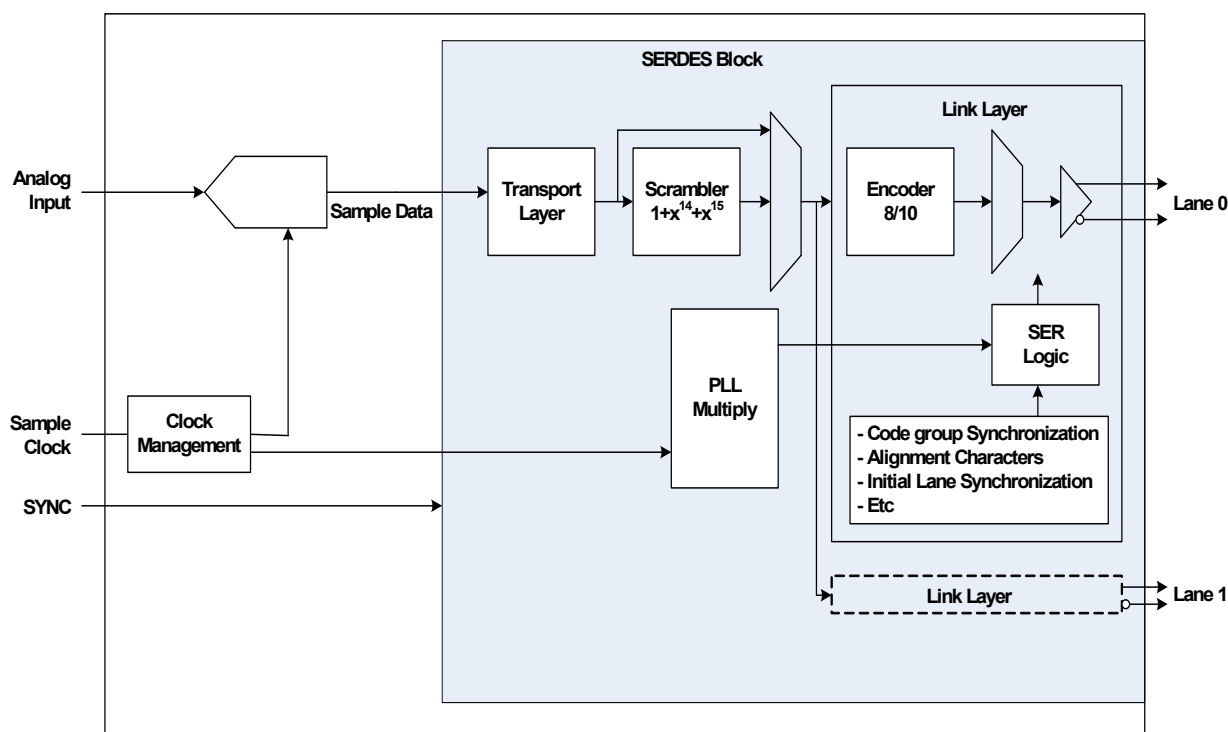 SERDES Block
Link Layer
Analog
Input
Sample Data
Transport
Layer
Scrambler
1+x^14+x^15
Encoder
8/10
Lane 0
SER
Logic
PLL
Multiply
Sample
Clock
Clock
Management
- Code group Synchronization
- Alignment Characters
- Initial Lane Synchronization
- Etc
SYNC
Link Layer
Lane 1